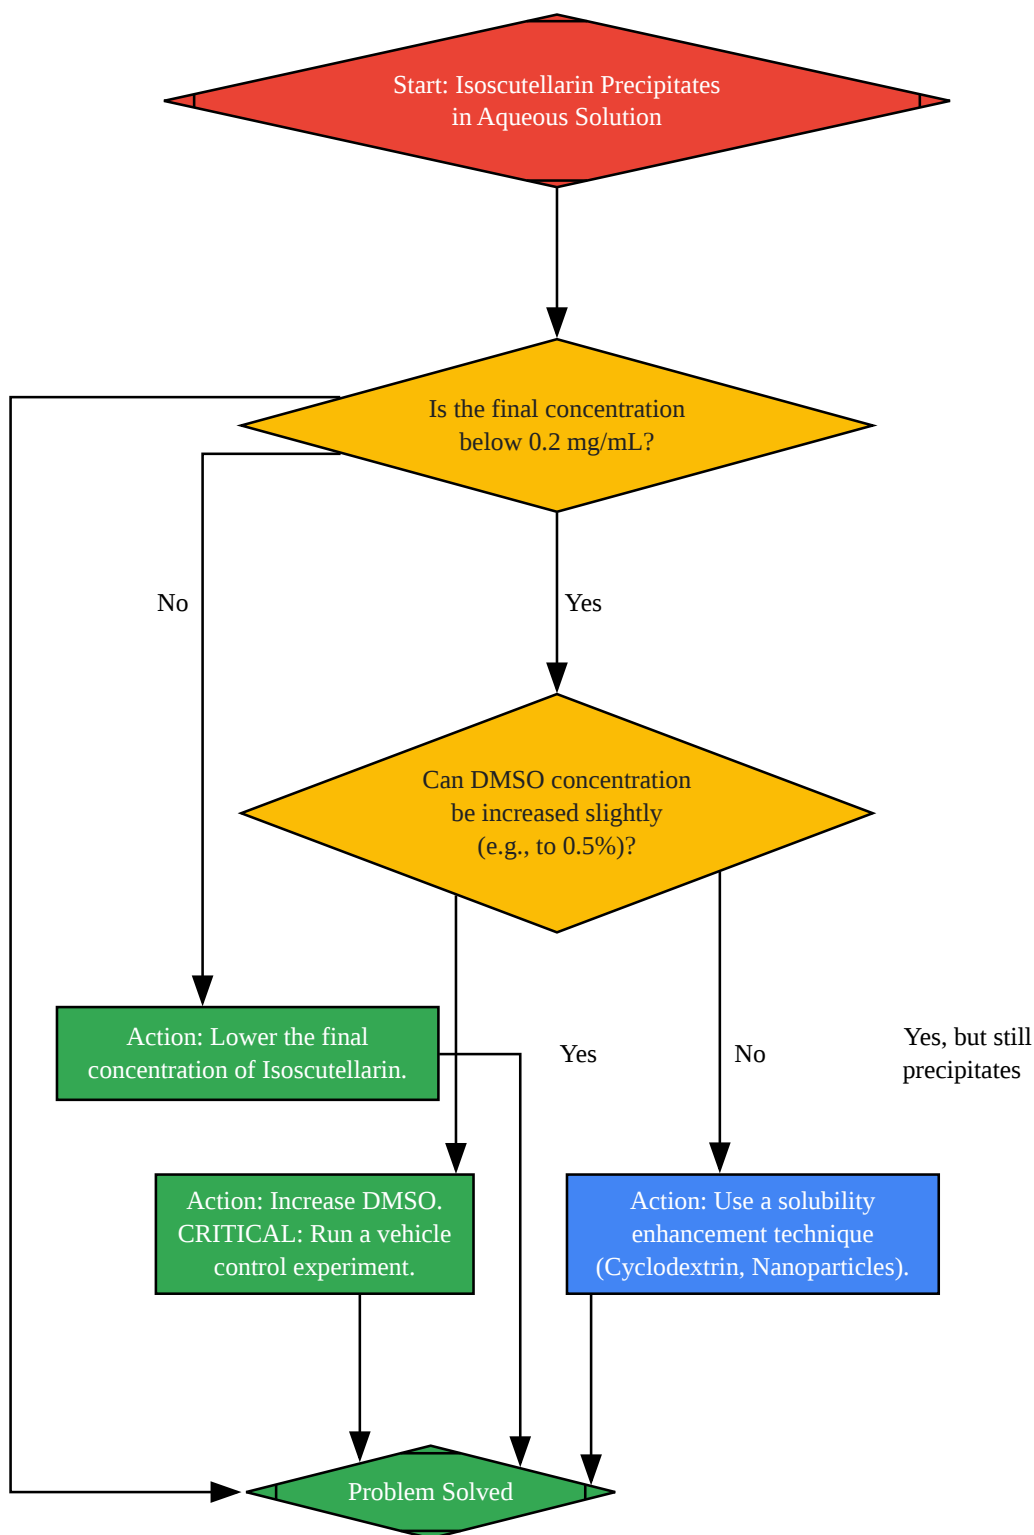 Start: Isoscutellarin Precipitates
in Aqueous Solution
Is the final concentration
below 0.2 mg/mL?
No
Yes
Can DMSO concentration
be increased slightly
(e.g., to 0.5%)?
Action: Lower the final
concentration of Isoscutellarin.
Yes
No
Yes, but still
precipitates
Action: Increase DMSO.
CRITICAL: Run a vehicle
control experiment.
Action: Use a solubility
enhancement technique
(Cyclodextrin, Nanoparticles).
Problem Solved